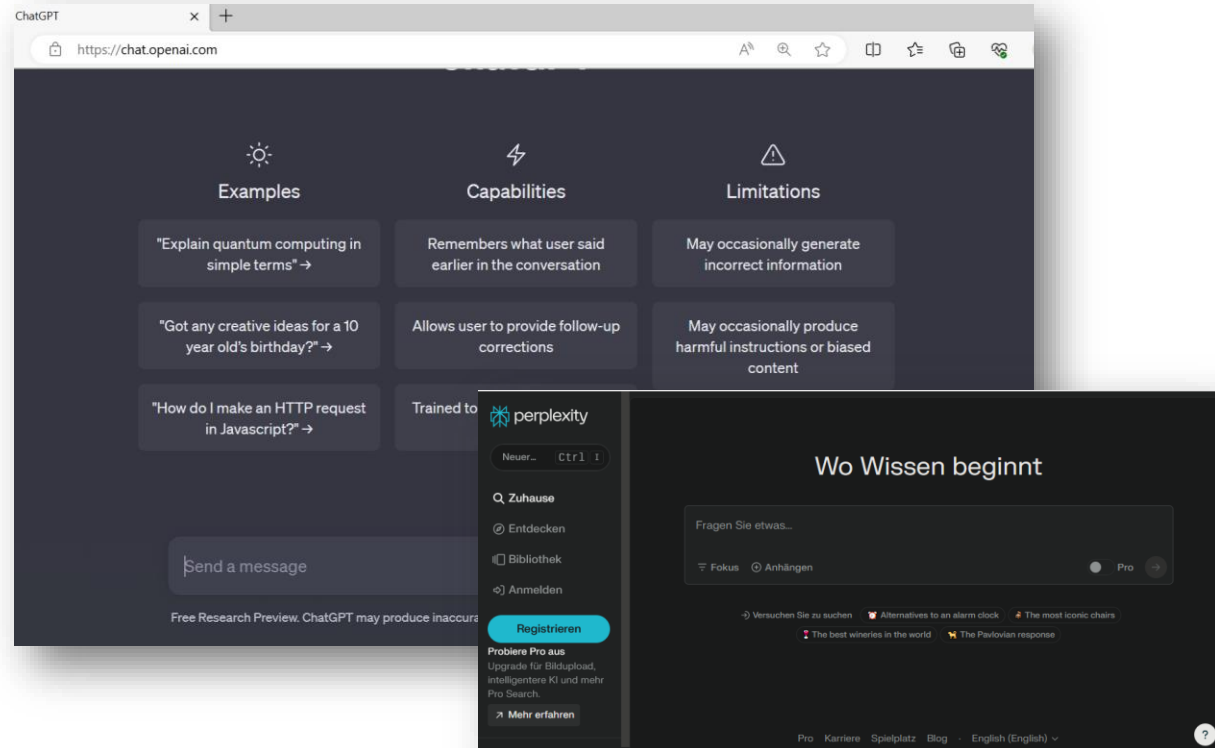 ChatGPT
https://chat.openai.com
Examples
"Explain quantum computing in
simple terms" →
"Got any creative ideas for a 10
year old's birthday?" →
"How do I make an HTTP request
in Javascript?" →
Capabilities
Remembers what user said
earlier in the conversation
Allows user to provide follow-up
corrections
Trained to
Limitations
May occasionally generate
incorrect information
May occasionally produce
harmful instructions or biased
content
Send a message
Free Research Preview. ChatGPT may produce
perplexity
Neuer... Ctrl I
Zuhause
Entdecken
Bibliothek
Anmelden
Registrieren
Probiere Pro aus
Upgrade für Bildupload,
intelligentere KI und mehr
Pro Search.
Mehr erfahren
Wo Wissen beginnt
Fragen Sie etwas...
Fokus Anhängen Pro
Versuchen Sie zu suchen Alternatives to an alarm clock The most iconic chairs
The best wineries in the world The Pavlovian response
Pro Karriere Spielplatz Blog - English (English)
?